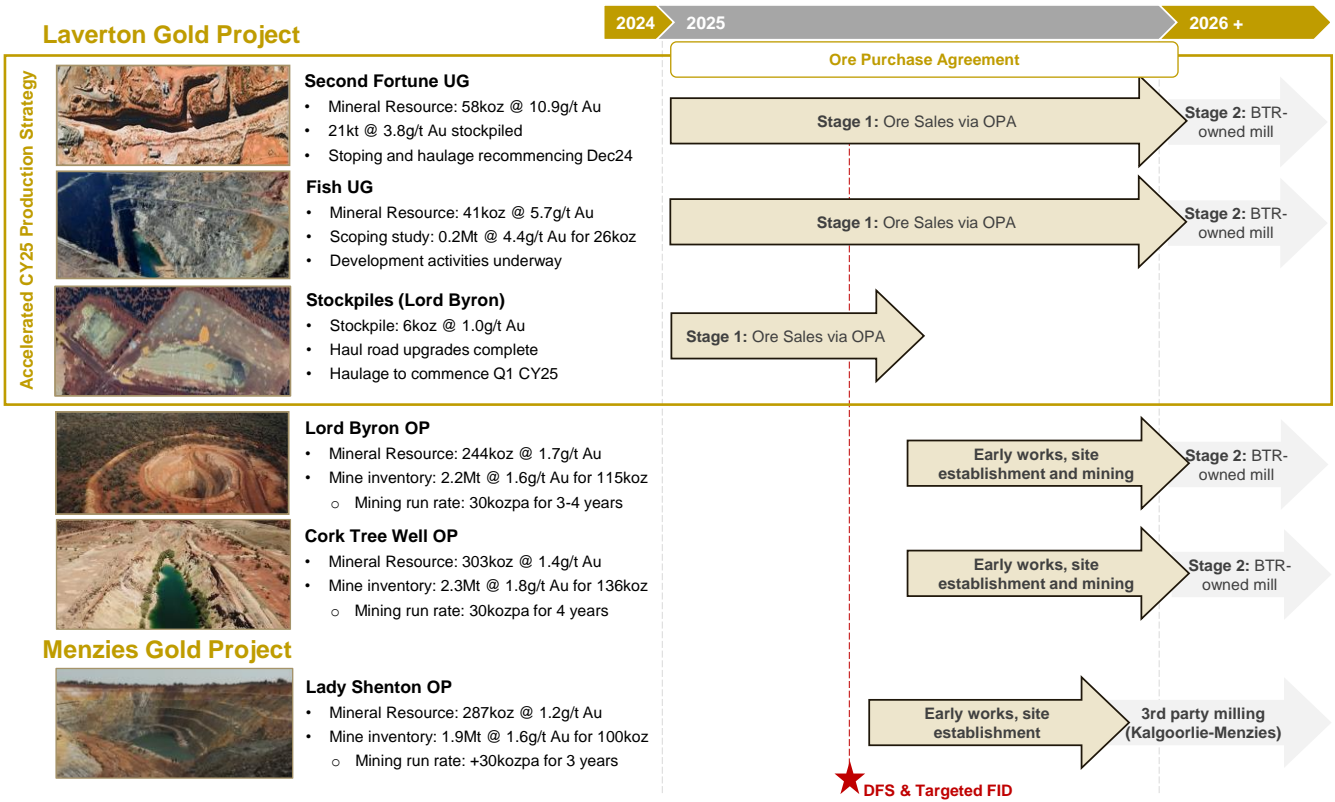 Laverton Gold Project
2024
2025
2026 +
Ore Purchase Agreement
Accelerated CY25 Production Strategy
Second Fortune UG
• Mineral Resource: 58koz @ 10.9g/t Au
• 21kt @ 3.8g/t Au stockpiled
• Stoping and haulage recommencing Dec24
Stage 1: Ore Sales via OPA
Stage 2: BTR-
owned mill
Fish UG
• Mineral Resource: 41koz @ 5.7g/t Au
• Scoping study: 0.2Mt @ 4.4g/t Au for 26koz
• Development activities underway
Stage 1: Ore Sales via OPA
Stage 2: BTR-
owned mill
Stockpiles (Lord Byron)
• Stockpile: 6koz @ 1.0g/t Au
• Haul road upgrades complete
• Haulage to commence Q1 CY25
Stage 1: Ore Sales via OPA
Lord Byron OP
• Mineral Resource: 244koz @ 1.7g/t Au
• Mine inventory: 2.2Mt @ 1.6g/t Au for 115koz
o Mining run rate: 30kozpa for 3-4 years
Early works, site
establishment and mining
Stage 2: BTR-
owned mill
Cork Tree Well OP
• Mineral Resource: 303koz @ 1.4g/t Au
• Mine inventory: 2.3Mt @ 1.8g/t Au for 136koz
o Mining run rate: 30kozpa for 4 years
Early works, site
establishment and mining
Stage 2: BTR-
owned mill
Menzies Gold Project
Lady Shenton OP
• Mineral Resource: 287koz @ 1.2g/t Au
• Mine inventory: 1.9Mt @ 1.6g/t Au for 100koz
o Mining run rate: +30kozpa for 3 years
Early works, site
establishment
3rd party milling
(Kalgoorlie-Menzies)
DFS & Targeted FID